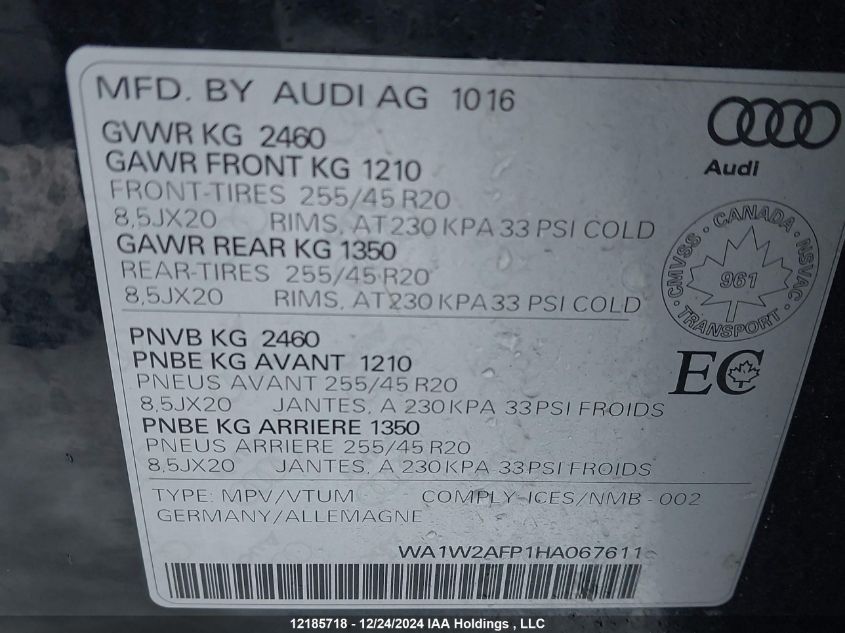 MFD. BY AUDI AG 1016
GVWR KG 2460
GAWR FRONT KG 1210
FRONT-TIRES 255/45 R20
8,5JX20 RIMS, AT 230 KPA 33 PSI COLD
GAWR REAR KG 1350
REAR-TIRES 255/45 R20
8,5JX20 RIMS, AT 230 KPA 33 PSI COLD
Audi
CMVSS · CANADA · NSVAC · TRANSPORT ·
961
PNVB KG 2460
PNBE KG AVANT 1210
PNEUS AVANT 255/45 R20
8,5JX20 JANTES, A 230 KPA 33 PSI FROIDS
PNBE KG ARRIERE 1350
PNEUS ARRIERE 255/45 R20
8,5JX20 JANTES, A 230 KPA 33 PSI FROIDS
EC
TYPE: MPV/VTUM COMPLY-ICES/NMB - 002
GERMANY/ALLEMAGNE
WA1W2AFP1HA067611
12185718 - 12/24/2024 IAA Holdings , LLC